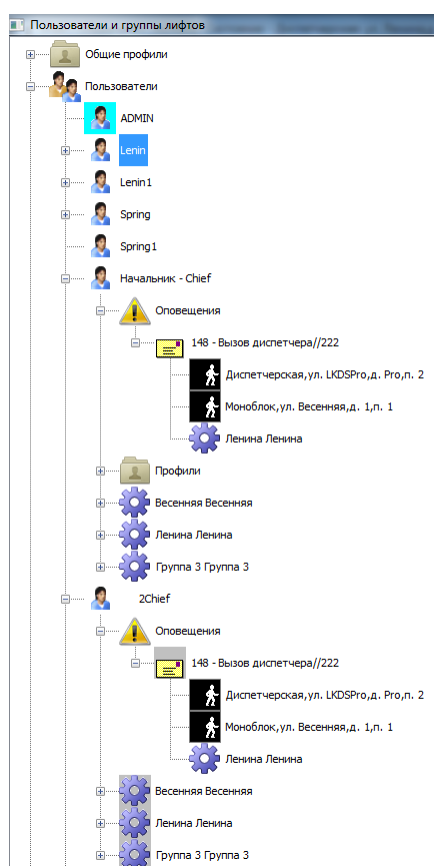 Пользователи и группы лифтов
Общие профили
Пользователи
ADMIN
Lenin
Lenin1
Spring
Spring1
Начальник - Chief
Оповещения
148 - Вызов диспетчера//222
Диспетчерская,ул. LKDSPro,д. Pro,п. 2
Моноблок,ул. Весенняя,д. 1,п. 1
Ленина Ленина
Профили
Весенняя Весенняя
Ленина Ленина
Группа 3 Группа 3
2Chief
Оповещения
148 - Вызов диспетчера//222
Диспетчерская,ул. LKDSPro,д. Pro,п. 2
Моноблок,ул. Весенняя,д. 1,п. 1
Ленина Ленина
Весенняя Весенняя
Ленина Ленина
Группа 3 Группа 3